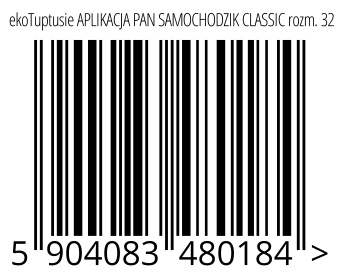 ekoTuptusie APLIKACJA PAN SAMOCHODZIK CLASSIC rozm. 32
5 904083 480184 >